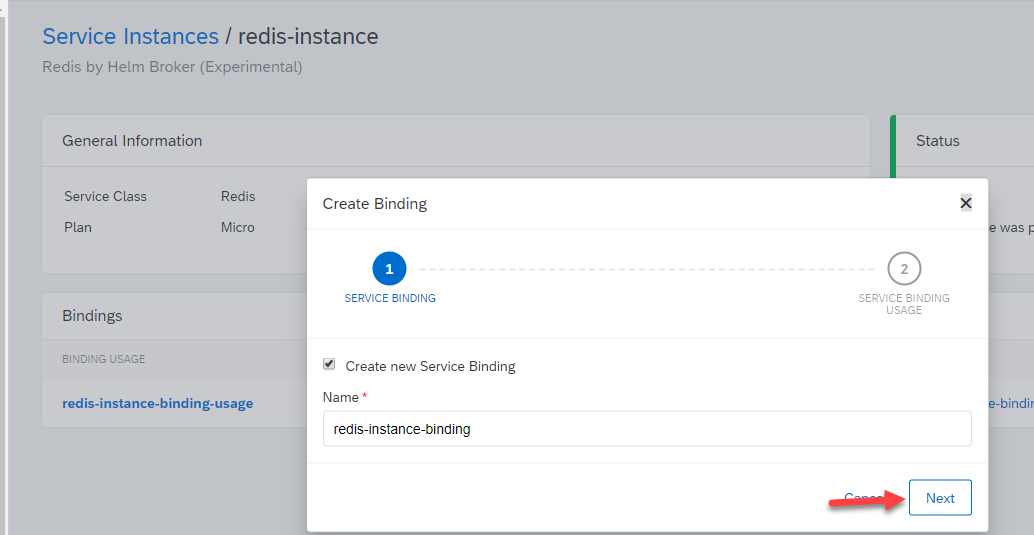 Service Instances / redis-instance
Redis by Helm Broker (Experimental)
General Information
Status
Service Class Redis
Plan Micro
e was p
Create Binding
1
2
SERVICE BINDING
SERVICE BINDING
USAGE
Bindings
BINDING USAGE
redis-instance-binding-usage
e-bindin
Create new Service Binding
Name *
redis-instance-binding
Cance
Next